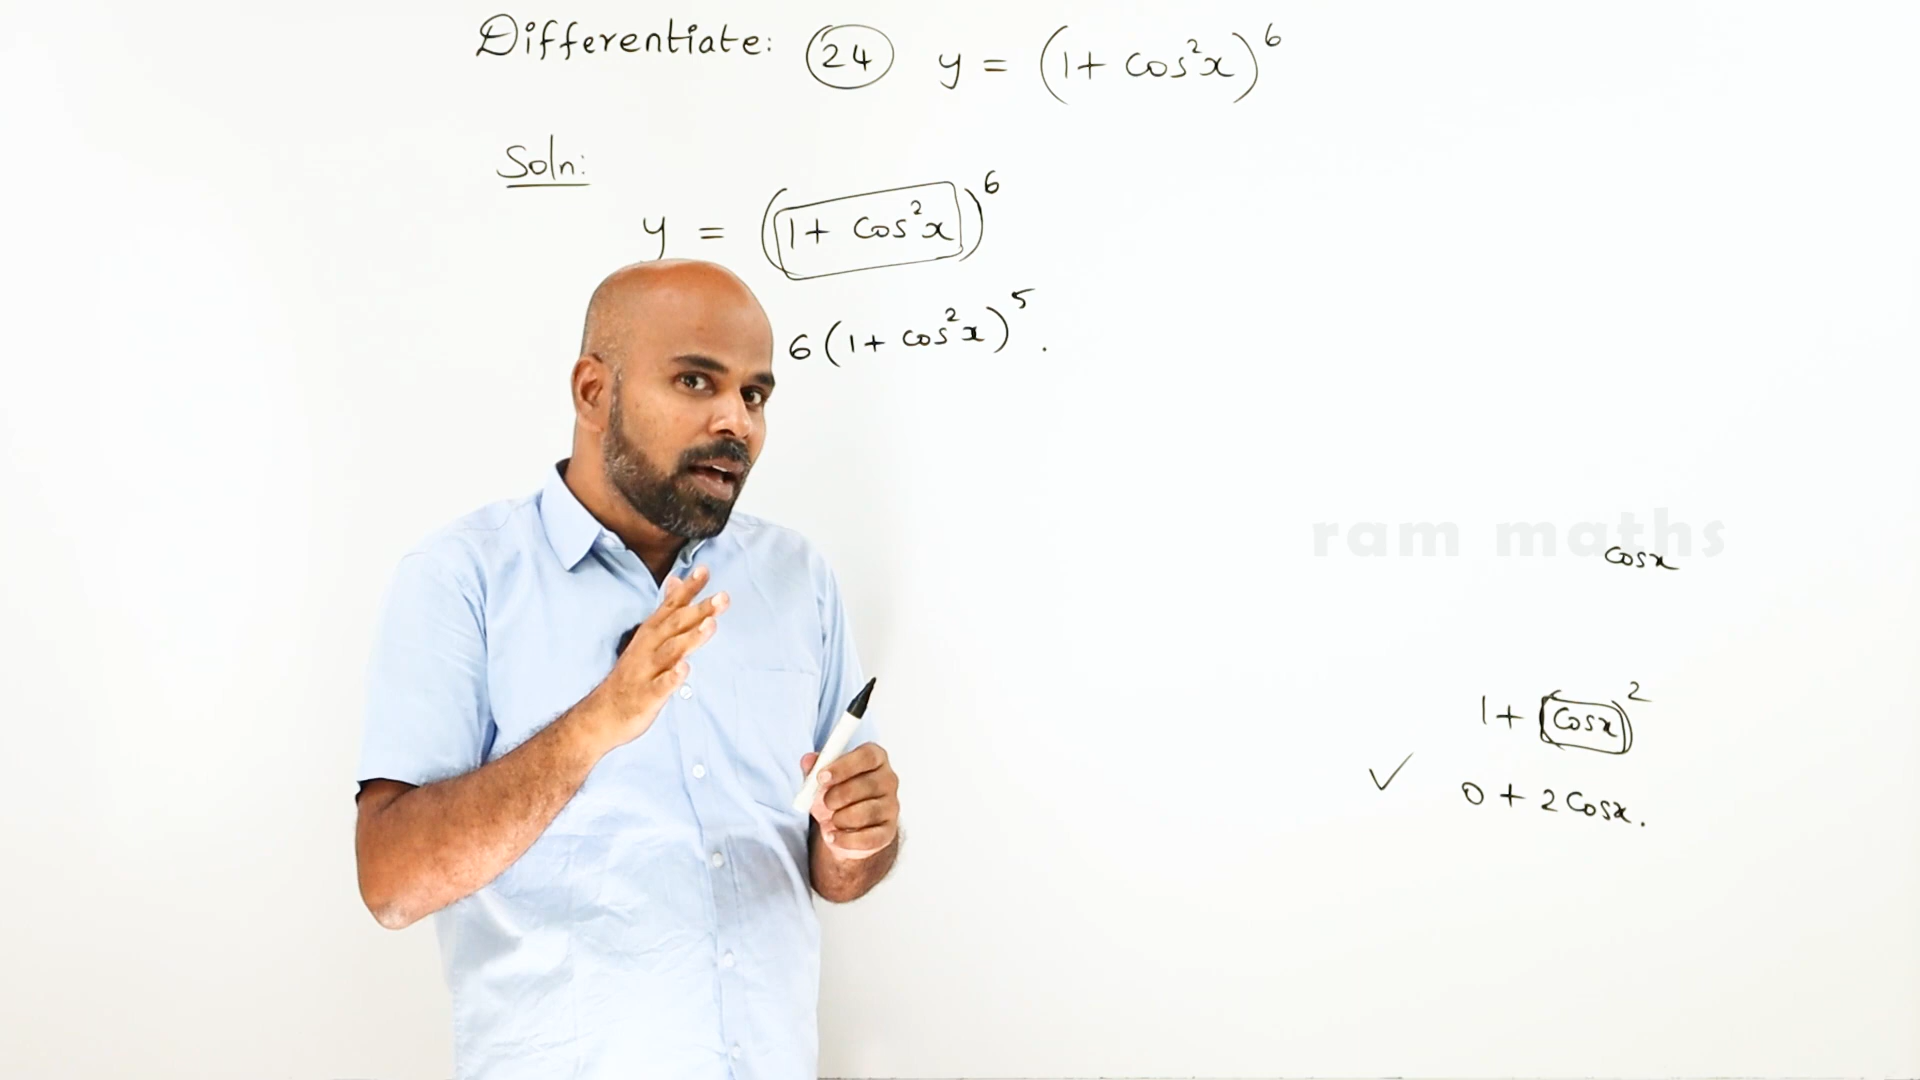 Differentiate: 24 y = (1 + cos²x)⁶
Soln:
y = (1 + cos²x)⁶
6(1 + cos²x)⁵.
ram maths
cosx
1 + (cosx)²
✓ 0 + 2cosx.